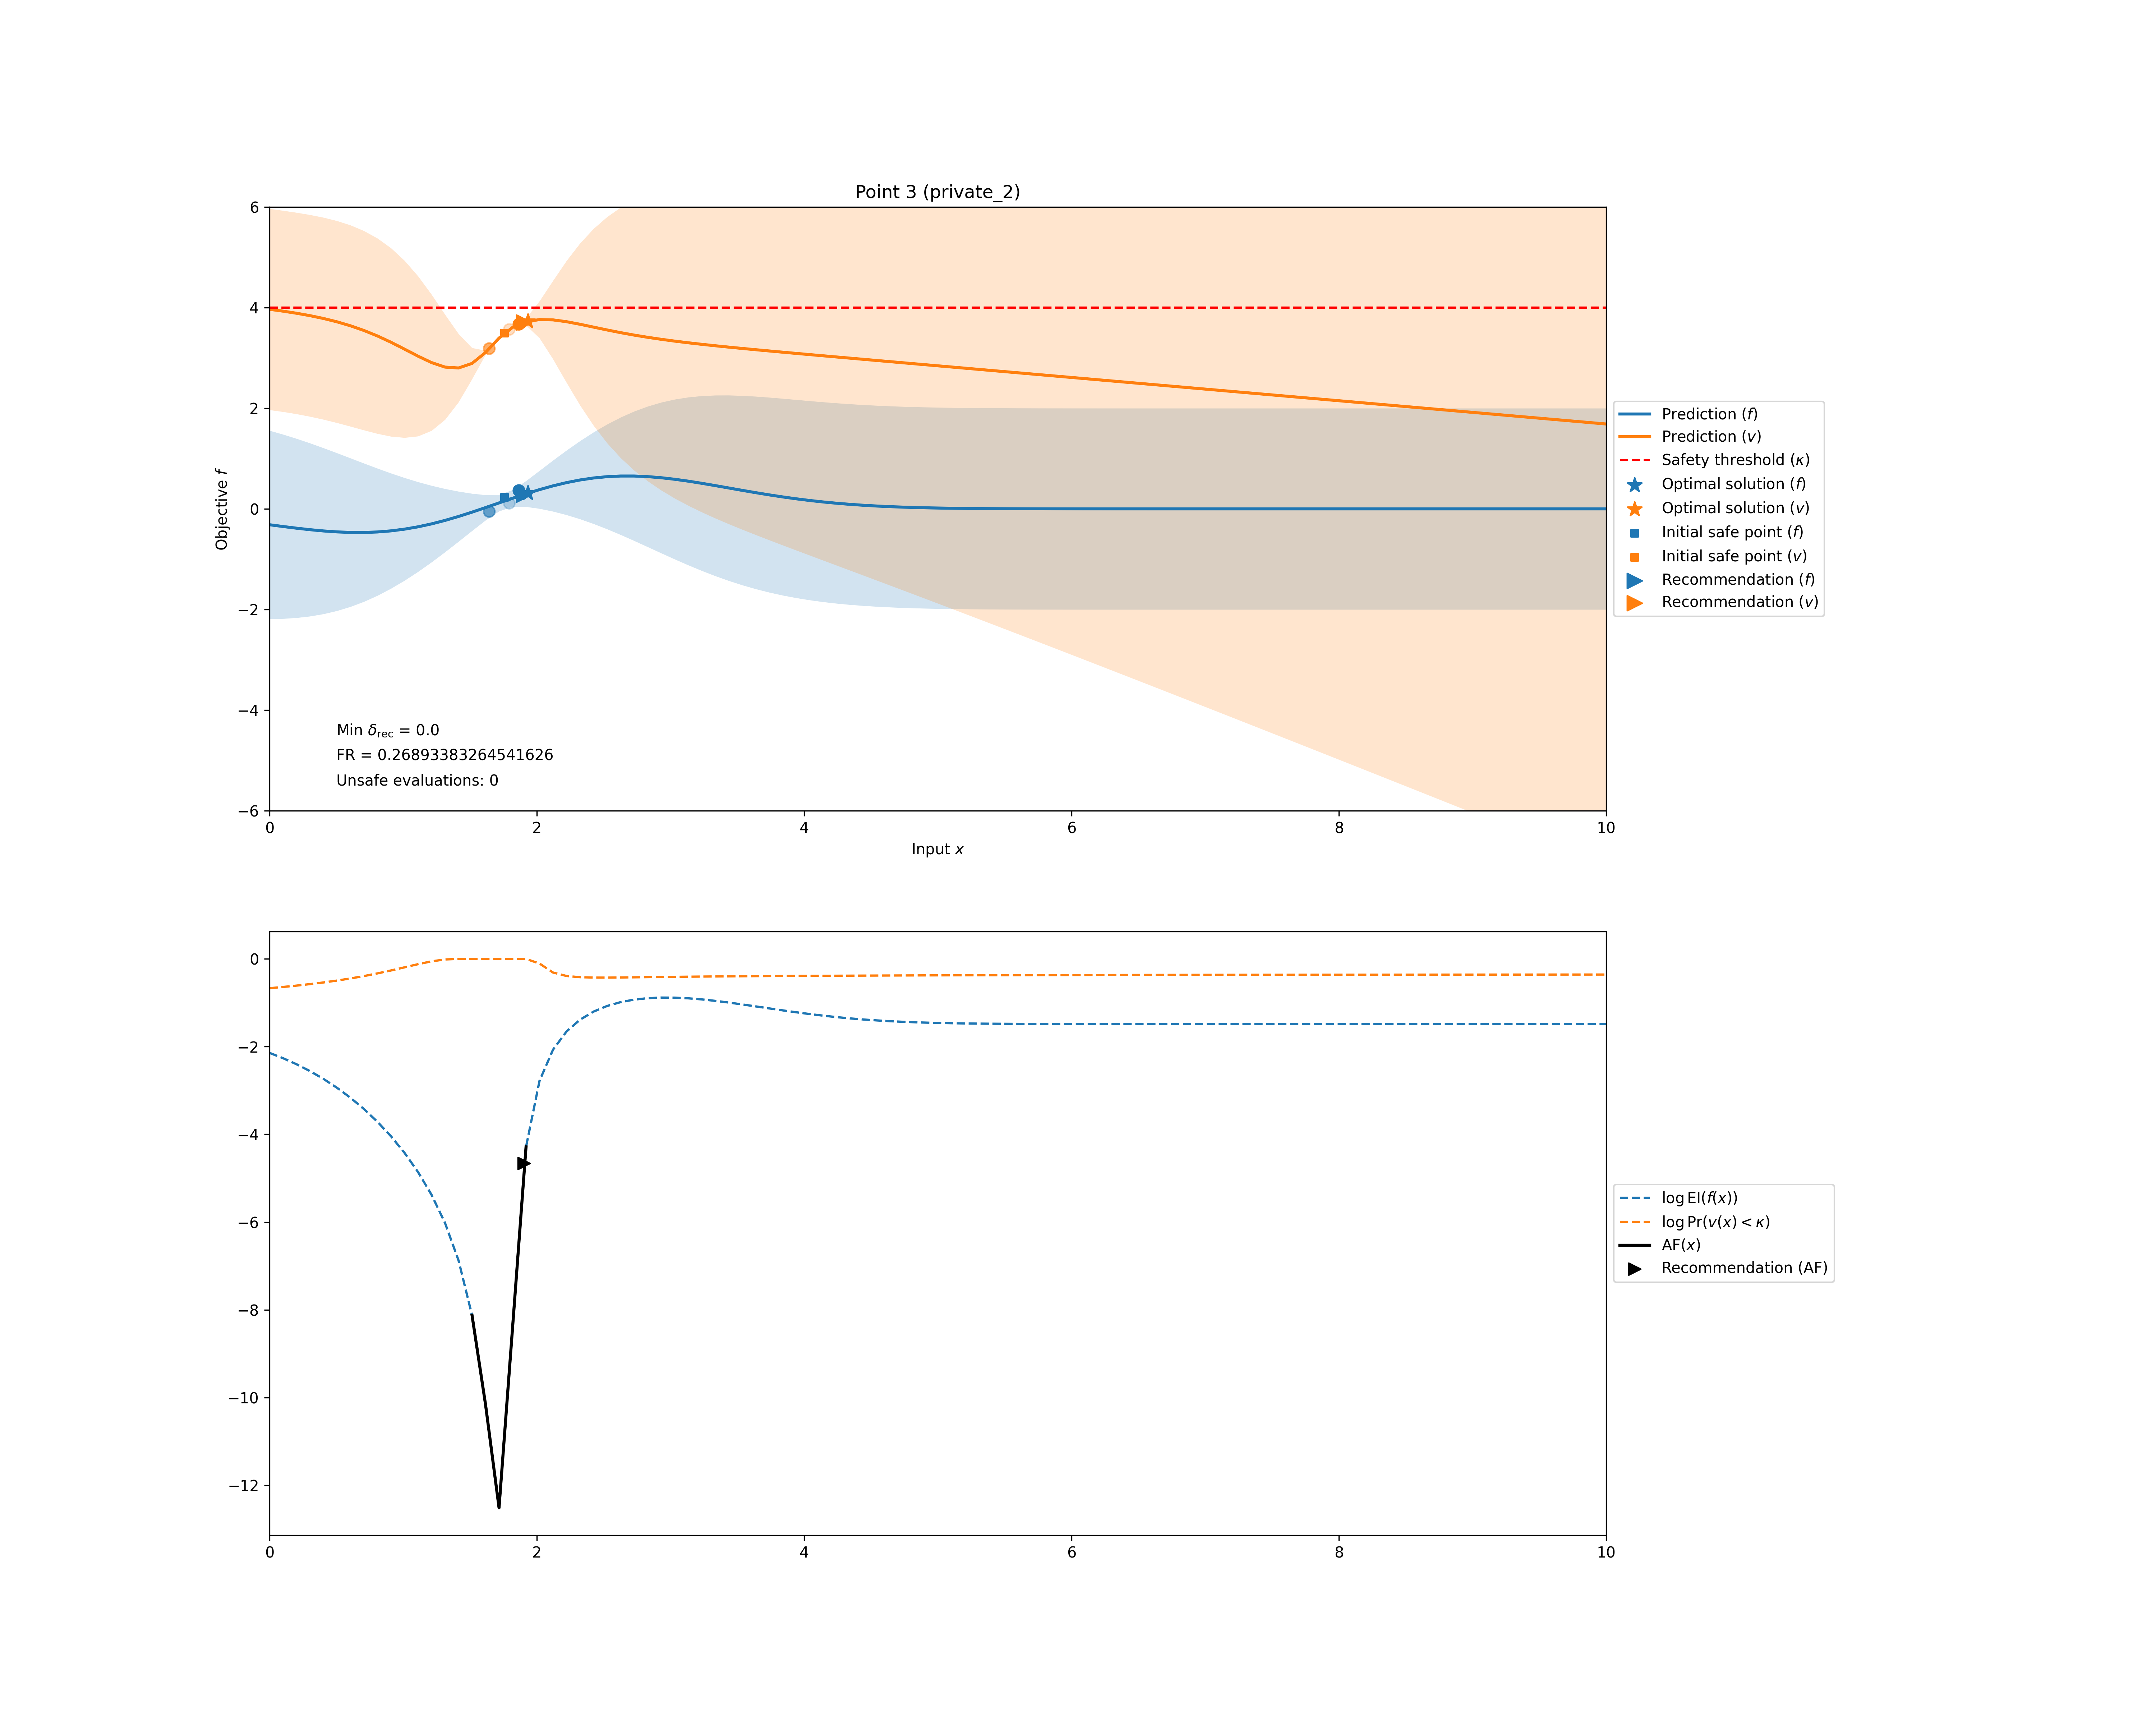 Point 3 (private_2)
6
4
2
0
−2
−4
−6
Objective f
Min δrec = 0.0
FR = 0.26893383264541626
Unsafe evaluations: 0
0 2 4 6 8 10
Input x
Prediction (f)
Prediction (v)
Safety threshold (κ)
Optimal solution (f)
Optimal solution (v)
Initial safe point (f)
Initial safe point (v)
Recommendation (f)
Recommendation (v)
0
−2
−4
−6
−8
−10
−12
0 2 4 6 8 10
log EI(f(x))
log Pr(v(x) < κ)
AF(x)
Recommendation (AF)